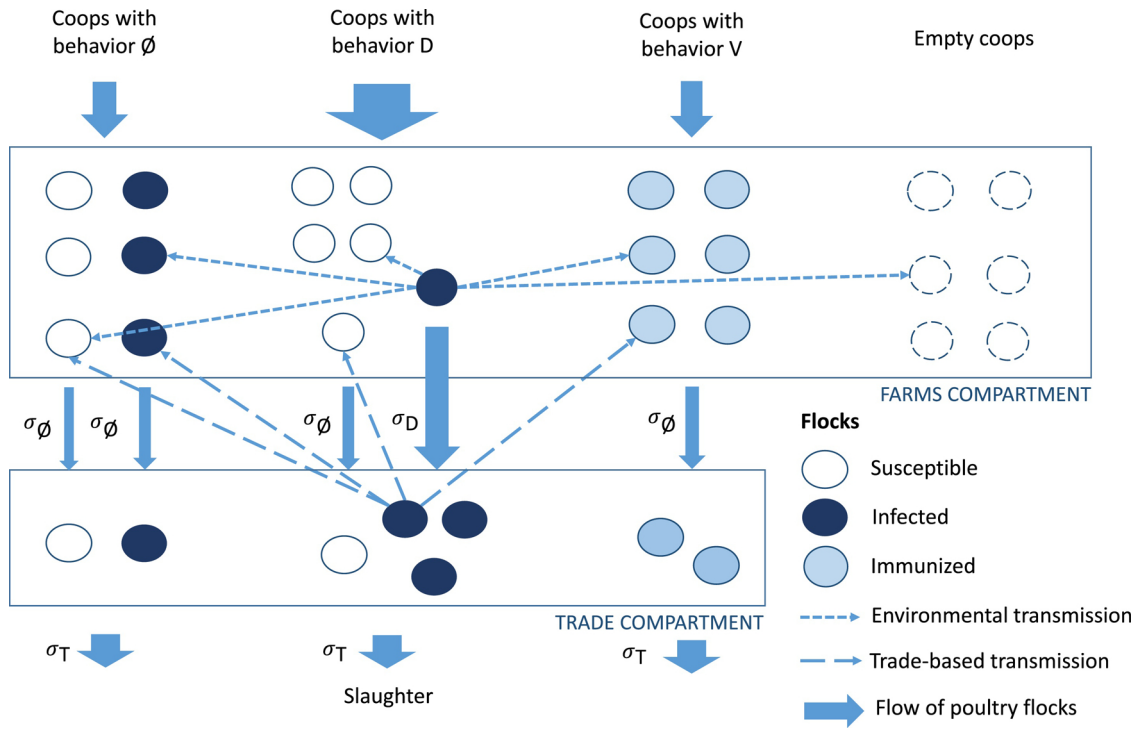 Coops with
behavior Ø
Coops with
behavior D
Coops with
behavior V
Empty coops
FARMS COMPARTMENT
σØ
σØ
σØ
σD
σØ
Flocks
Susceptible
Infected
Immunized
Environmental transmission
Trade-based transmission
Flow of poultry flocks
TRADE COMPARTMENT
σT
σT
σT
Slaughter